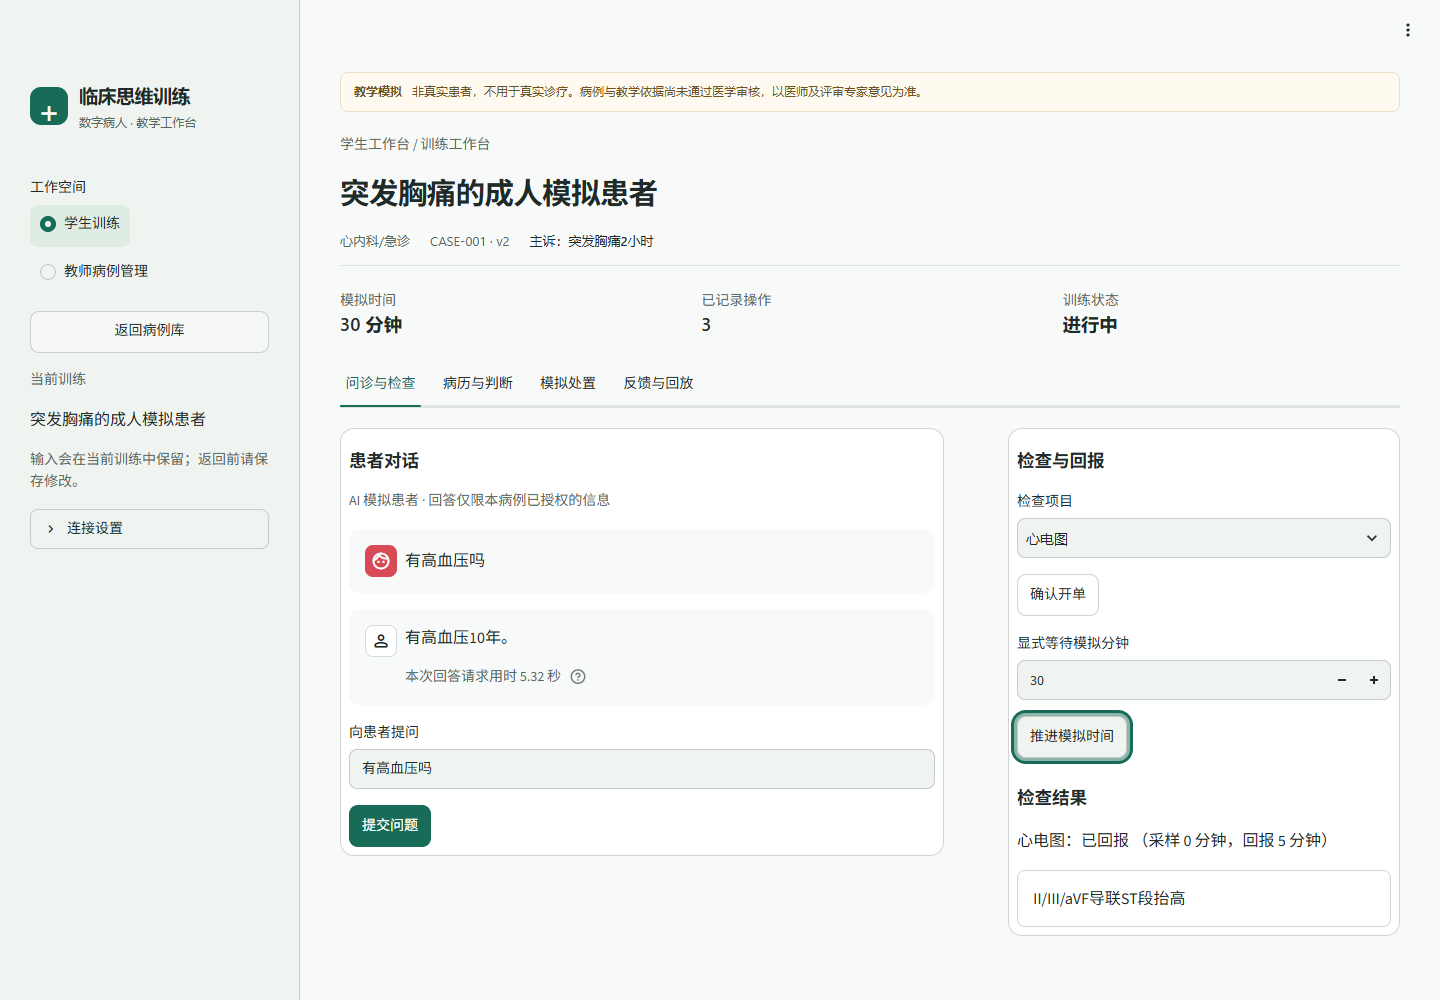 临床思维训练
数字病人 · 教学工作台
工作空间
学生训练
教师病例管理
返回病例库
当前训练
突发胸痛的成人模拟患者
输入会在当前训练中保留；返回前请保
存修改。
连接设置
教学模拟 非真实患者，不用于真实诊疗。病例与教学依据尚未通过医学审核，以医师及评审专家意见为准。
学生工作台 / 训练工作台
突发胸痛的成人模拟患者
心内科/急诊 CASE-001 · v2 主诉：突发胸痛2小时
模拟时间
30 分钟
已记录操作
3
训练状态
进行中
问诊与检查 病历与判断 模拟处置 反馈与回放
患者对话
AI 模拟患者 · 回答仅限本病例已授权的信息
有高血压吗
有高血压10年。
本次回答请求用时 5.32 秒
向患者提问
有高血压吗
提交问题
检查与回报
检查项目
心电图
确认开单
显式等待模拟分钟
30
推进模拟时间
检查结果
心电图：已回报 （采样 0 分钟，回报 5 分钟）
II/III/aVF导联ST段抬高